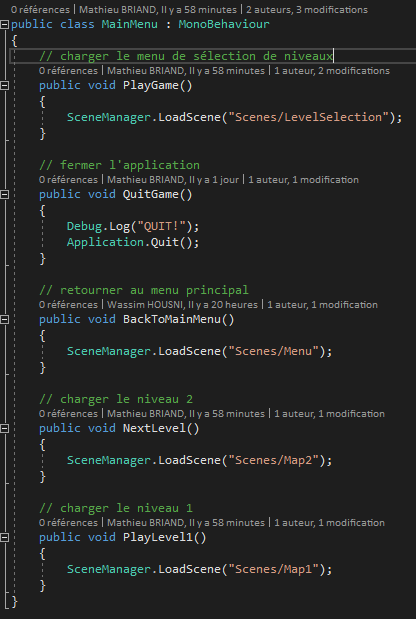 0 références | Mathieu BRIAND, Il y a 58 minutes | 2 auteurs, 3 modifications
public class MainMenu : MonoBehaviour
{
// charger le menu de sélection de niveaux
0 références | Mathieu BRIAND, Il y a 58 minutes | 1 auteur, 2 modifications
public void PlayGame()
{
SceneManager.LoadScene("Scenes/LevelSelection");
}
// fermer l'application
0 références | Mathieu BRIAND, Il y a 1 jour | 1 auteur, 1 modification
public void QuitGame()
{
Debug.Log("QUIT!");
Application.Quit();
}
// retourner au menu principal
0 références | Wassim HOUSNI, Il y a 20 heures | 1 auteur, 1 modification
public void BackToMainMenu()
{
SceneManager.LoadScene("Scenes/Menu");
}
// charger le niveau 2
0 références | Mathieu BRIAND, Il y a 58 minutes | 1 auteur, 1 modification
public void NextLevel()
{
SceneManager.LoadScene("Scenes/Map2");
}
// charger le niveau 1
0 références | Mathieu BRIAND, Il y a 58 minutes | 1 auteur, 1 modification
public void PlayLevel1()
{
SceneManager.LoadScene("Scenes/Map1");
}
}